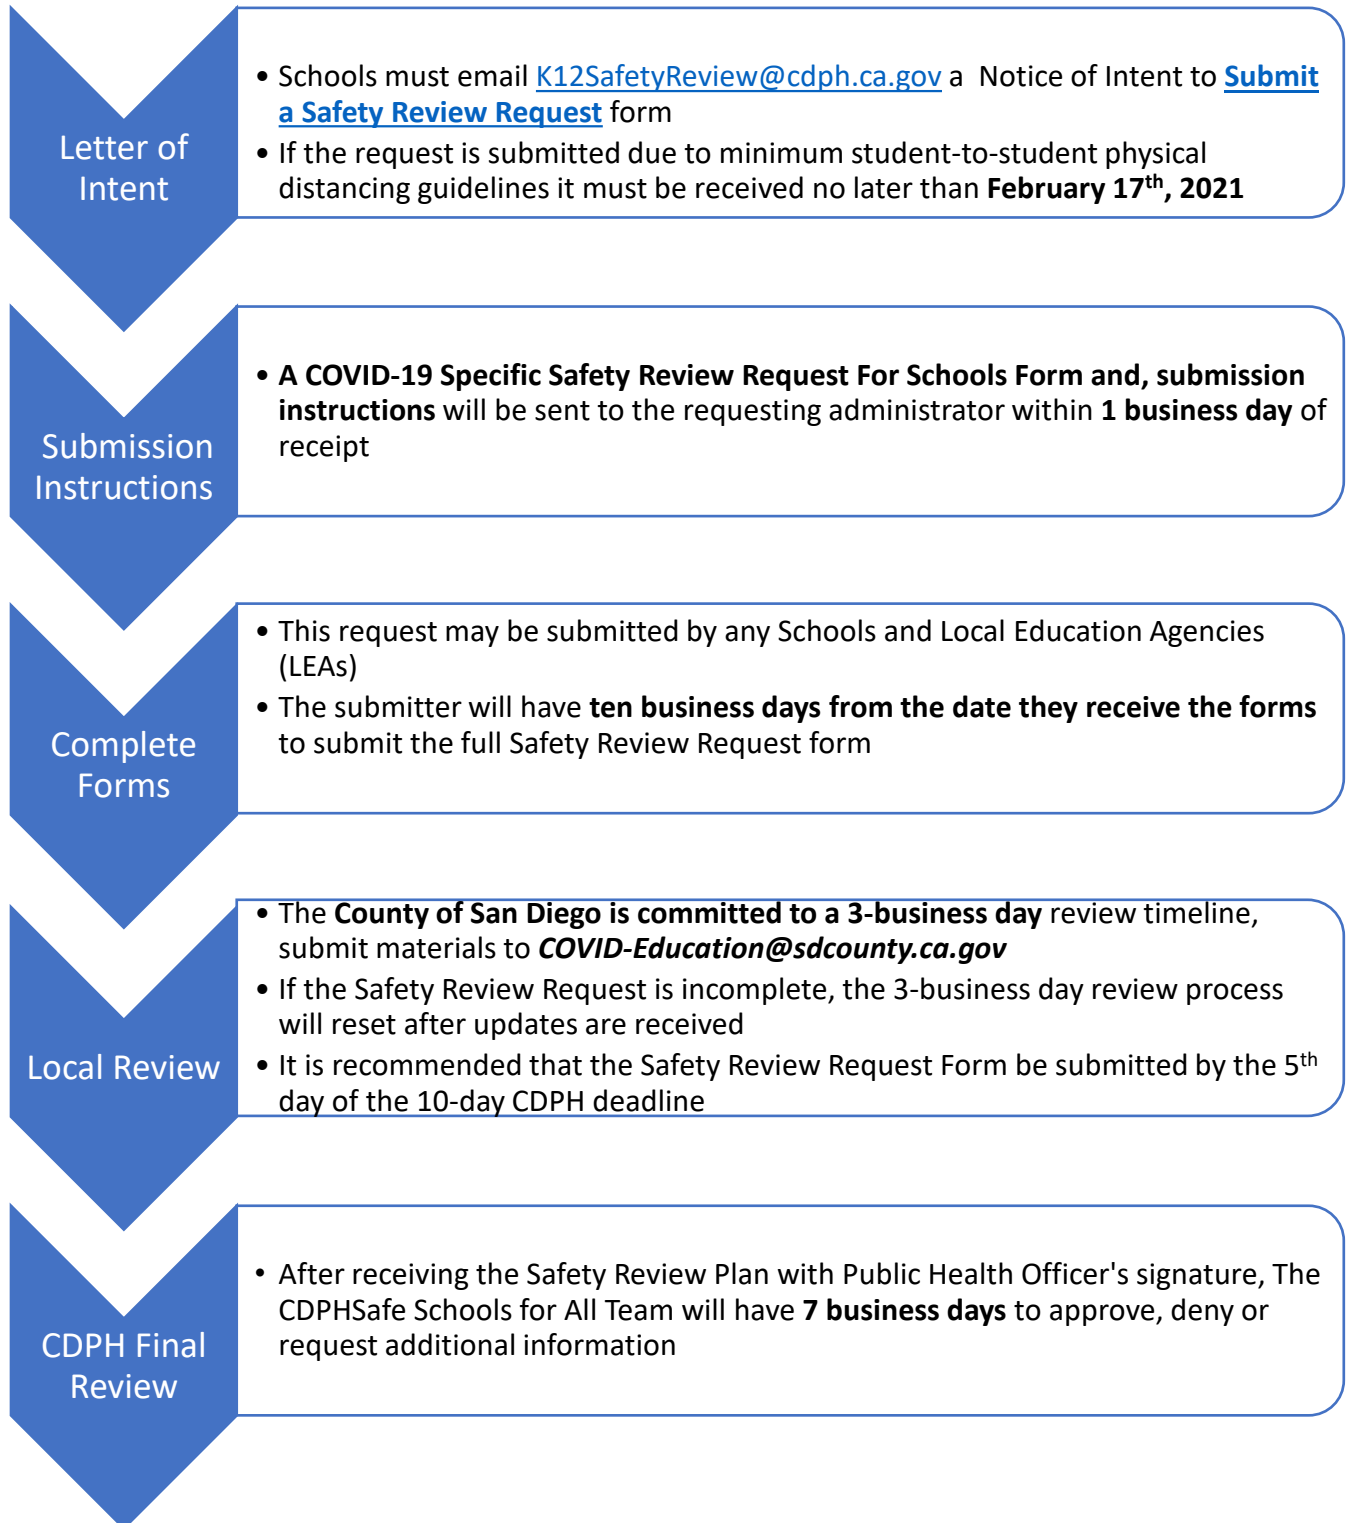 Letter of
Intent
• Schools must email K12SafetyReview@cdph.ca.gov a  Notice of Intent to Submit
a Safety Review Request form
• If the request is submitted due to minimum student-to-student physical
distancing guidelines it must be received no later than February 17th, 2021
Submission
Instructions
• A COVID-19 Specific Safety Review Request For Schools Form and, submission
instructions will be sent to the requesting administrator within 1 business day of
receipt
Complete
Forms
• This request may be submitted by any Schools and Local Education Agencies
(LEAs)
• The submitter will have ten business days from the date they receive the forms
to submit the full Safety Review Request form
Local Review
• The County of San Diego is committed to a 3-business day review timeline,
submit materials to COVID-Education@sdcounty.ca.gov
• If the Safety Review Request is incomplete, the 3-business day review process
will reset after updates are received
• It is recommended that the Safety Review Request Form be submitted by the 5th
day of the 10-day CDPH deadline
CDPH Final
Review
• After receiving the Safety Review Plan with Public Health Officer's signature, The
CDPHSafe Schools for All Team will have 7 business days to approve, deny or
request additional information